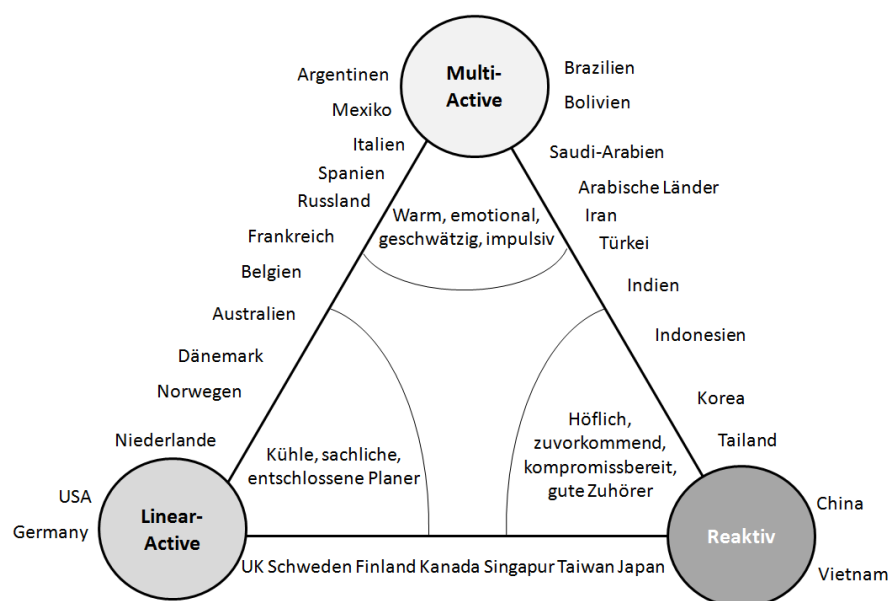 Argentinen
Multi-
Active
Brazilien
Mexiko
Bolivien
Italien
Saudi-Arabien
Spanien
Arabische Länder
Russland
Warm, emotional,
geschwätzig, impulsiv
Iran
Türkei
Frankreich
Belgien
Indien
Australien
Indonesien
Dänemark
Norwegen
Korea
Niederlande
Kühle, sachliche,
entschlossene Planer
Höflich,
zuvorkommend,
kompromissbereit,
gute Zuhörer
Tailand
USA
Germany
Linear-
Active
Reaktiv
China
UK Schweden Finland Kanada Singapur Taiwan Japan
Vietnam